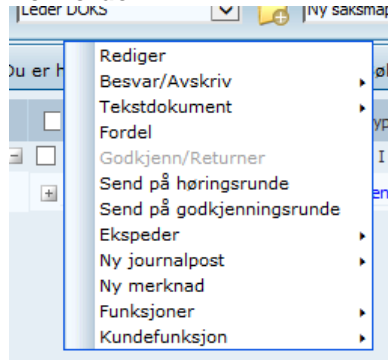 Leder DOKS Ny saksmap
Du er h
Rediger
Besvar/Avskriv
Tekstdokument
Fordel
Godkjenn/Returner
Send på høringsrunde
Send på godkjenningsrunde
Ekspeder
Ny journalpost
Ny merknad
Funksjoner
Kundefunksjon